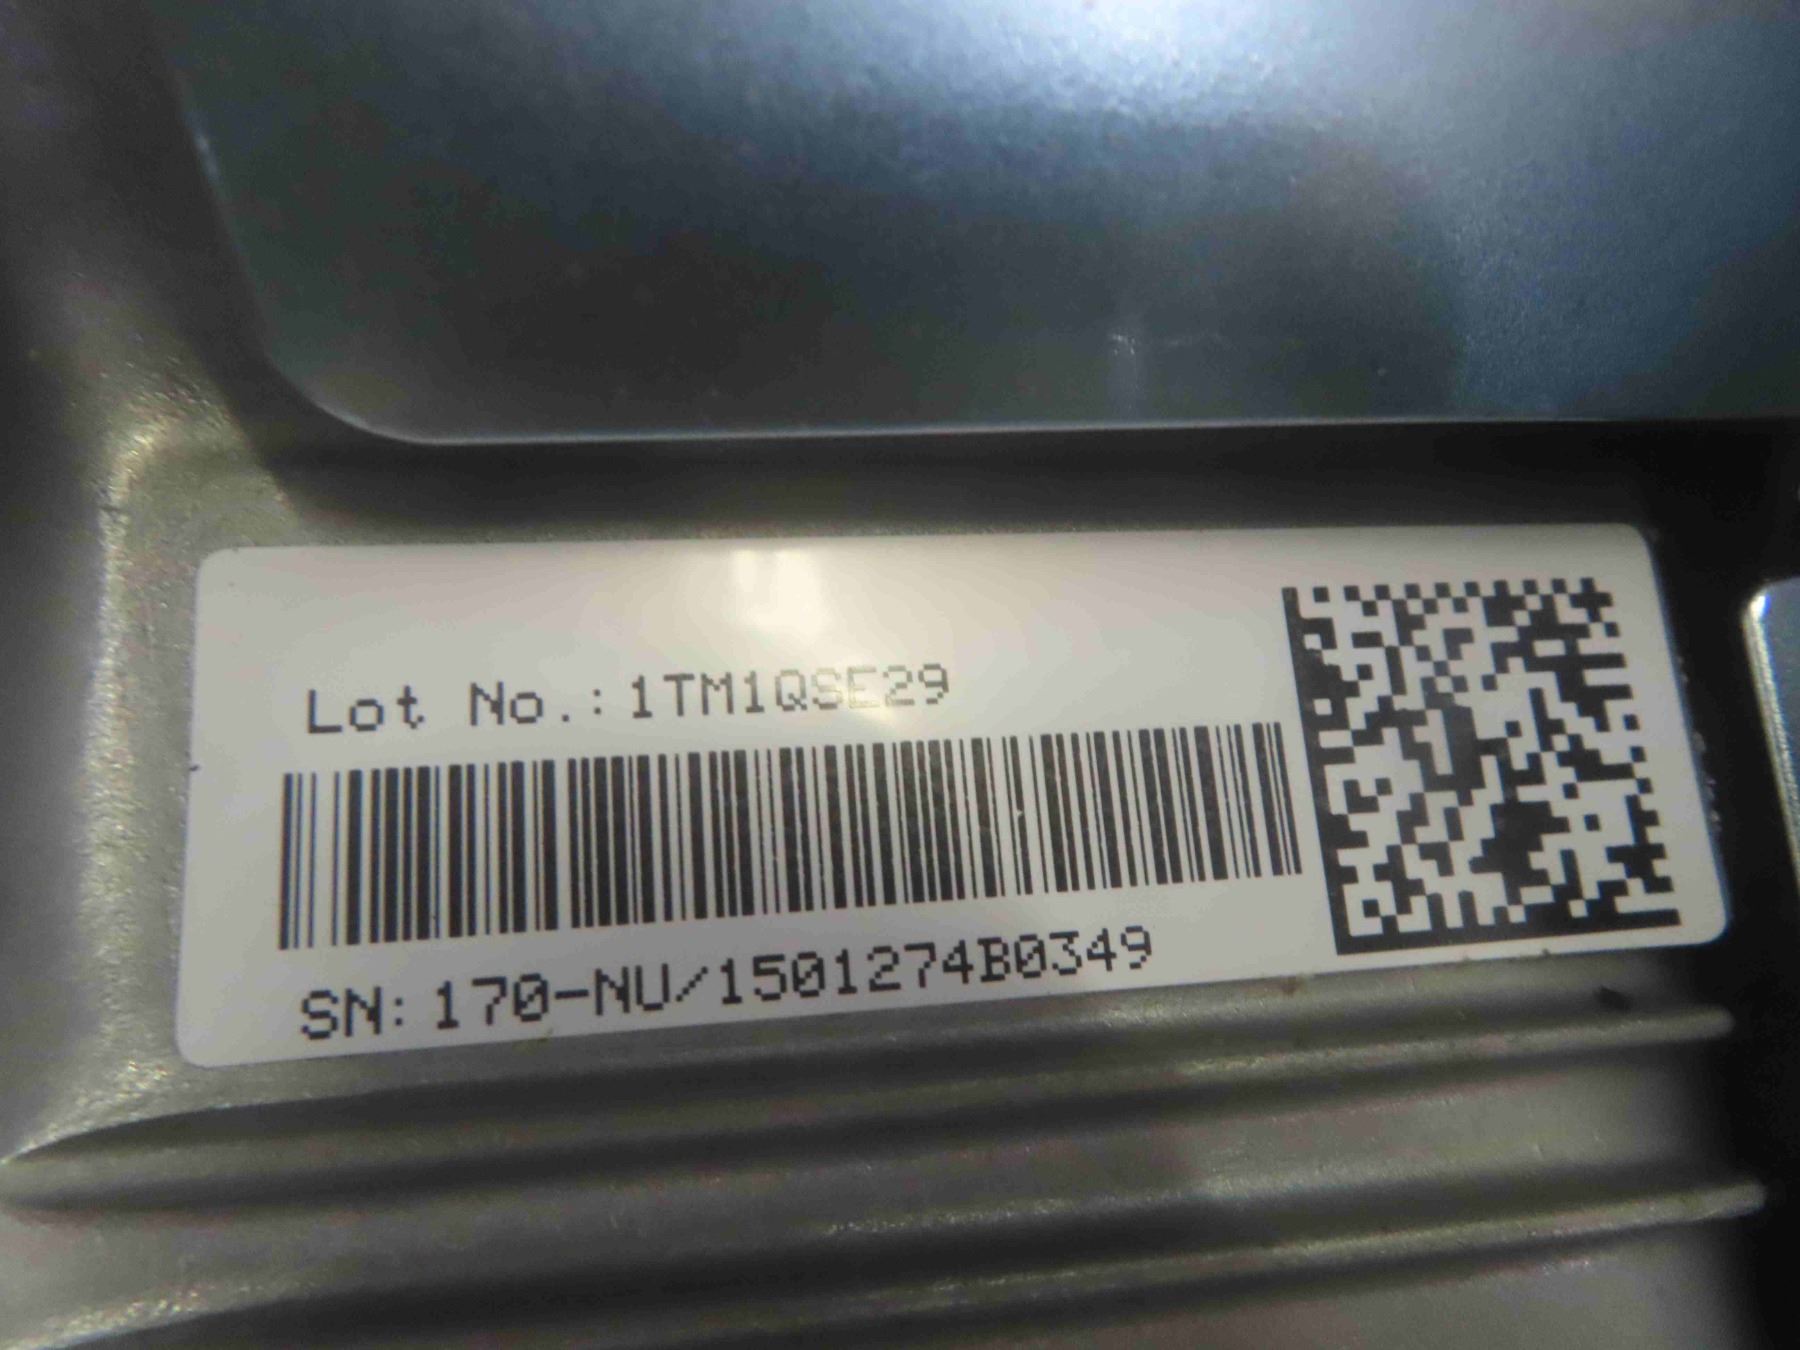 Lot No.: 1TM1QSE29
SN: 170-NU/1501274B0349